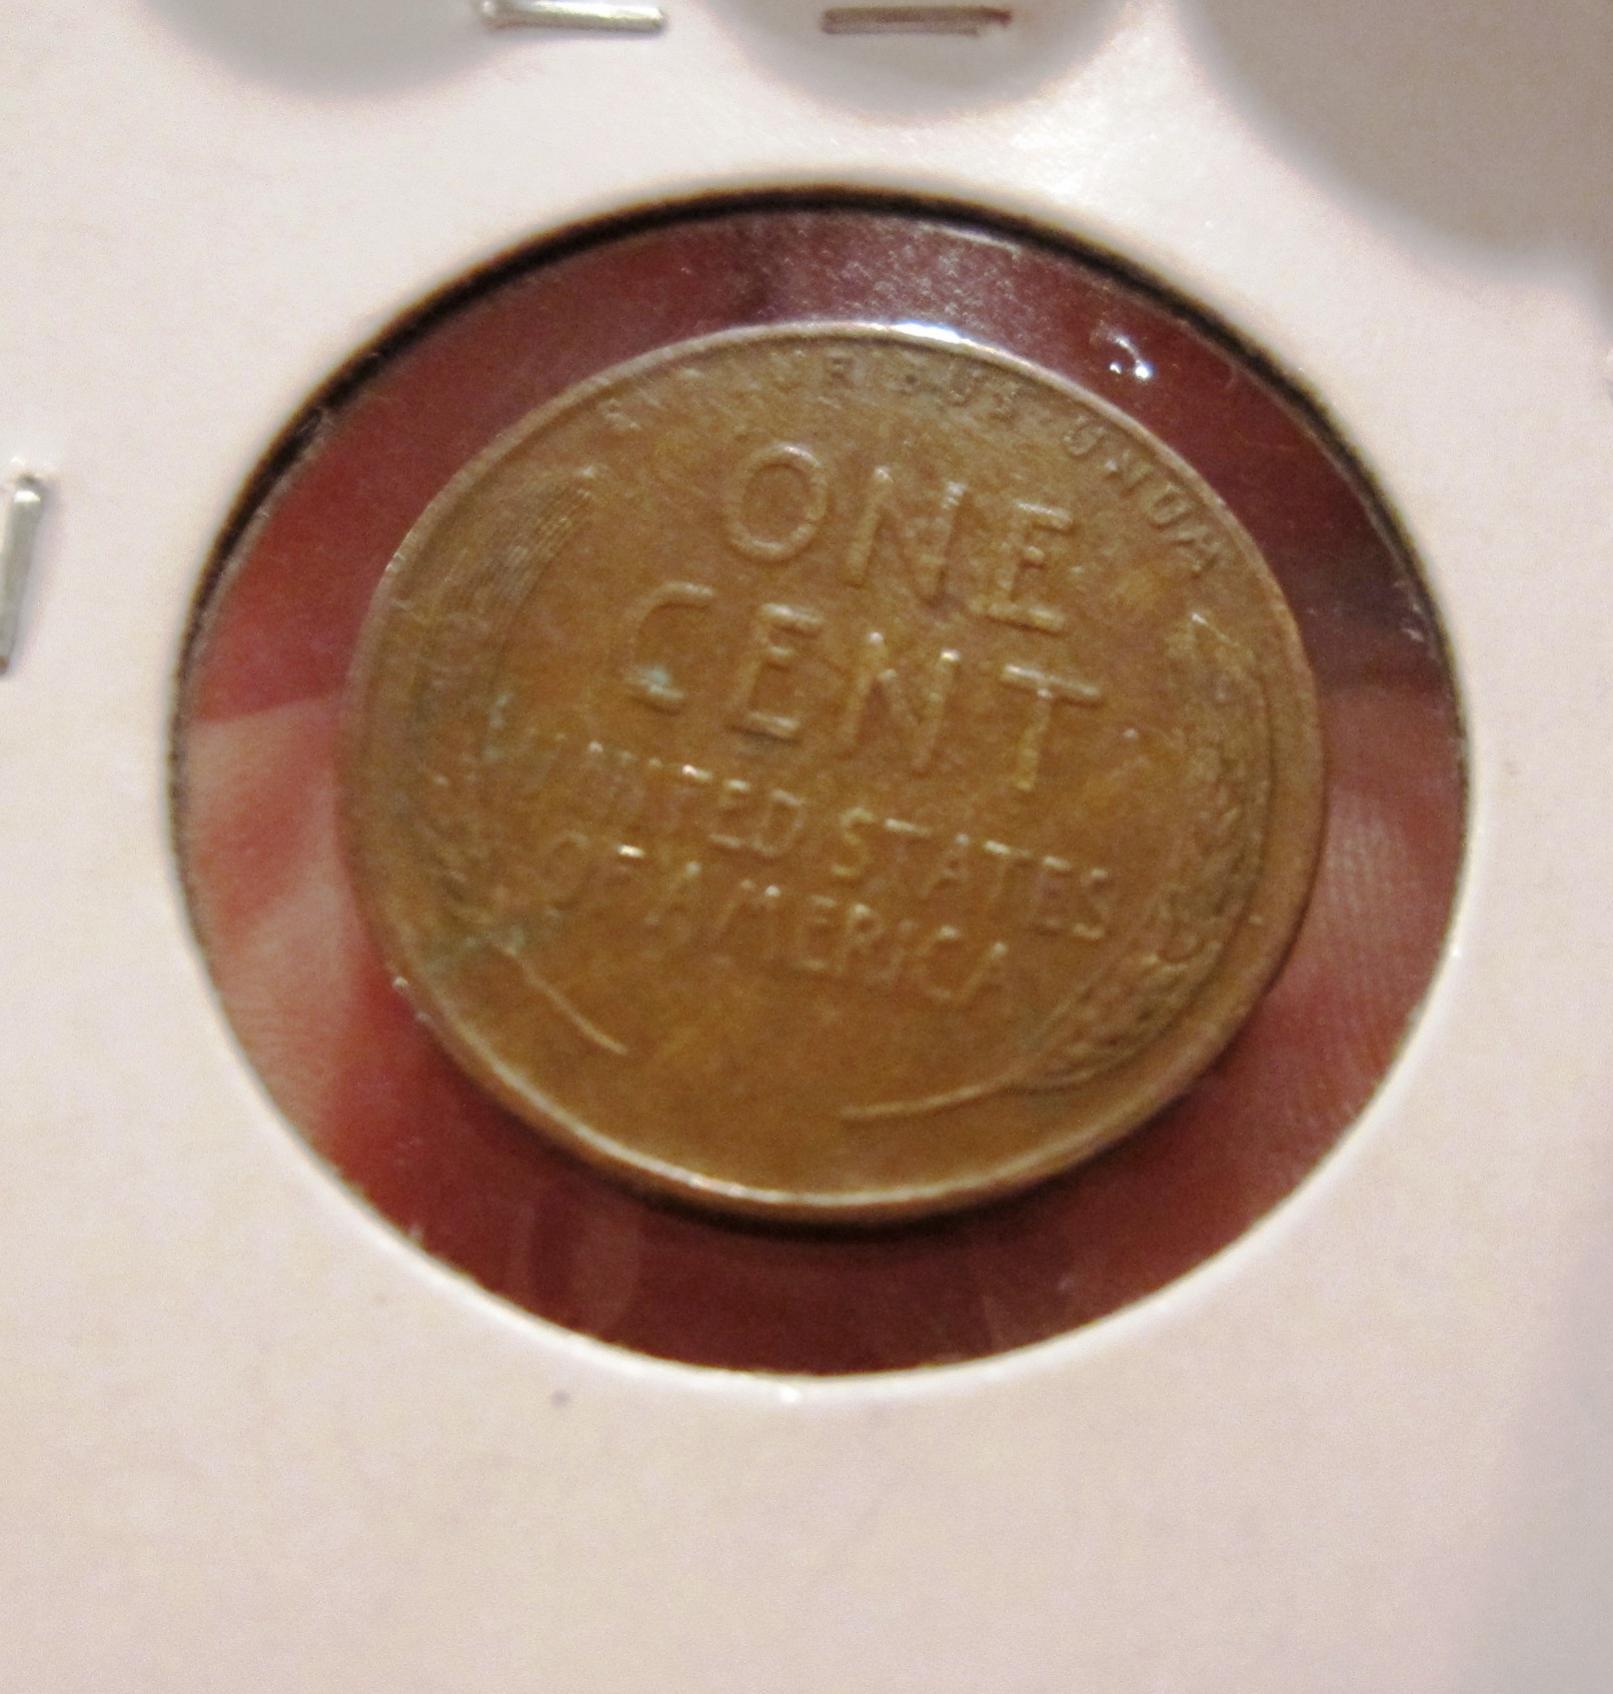 E PLURIBUS UNUM
ONE
CENT
UNITED STATES
OF AMERICA